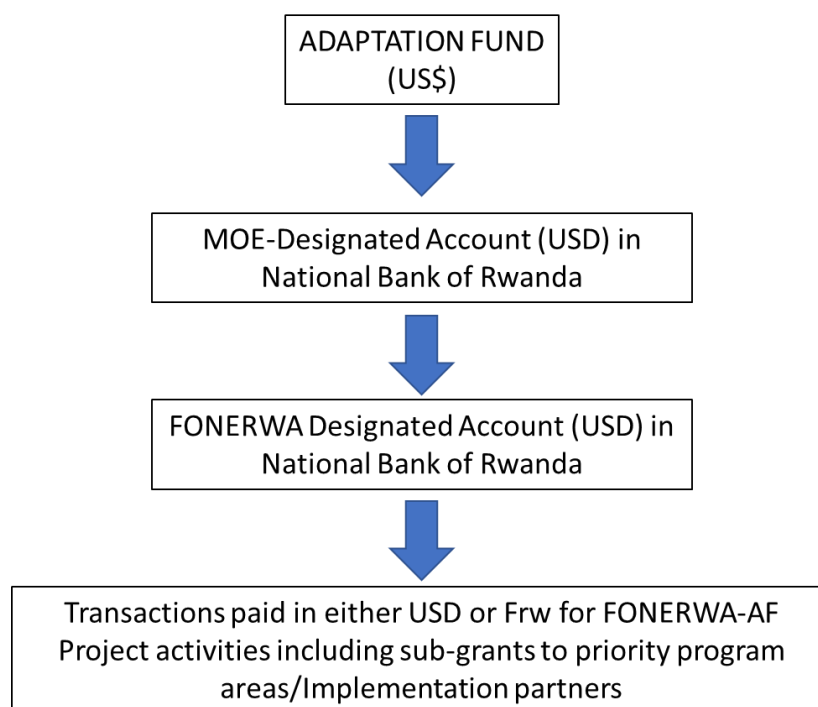 ADAPTATION FUND
(US$)
MOE-Designated Account (USD) in
National Bank of Rwanda
FONERWA Designated Account (USD) in
National Bank of Rwanda
Transactions paid in either USD or Frw for FONERWA-AF
Project activities including sub-grants to priority program
areas/Implementation partners